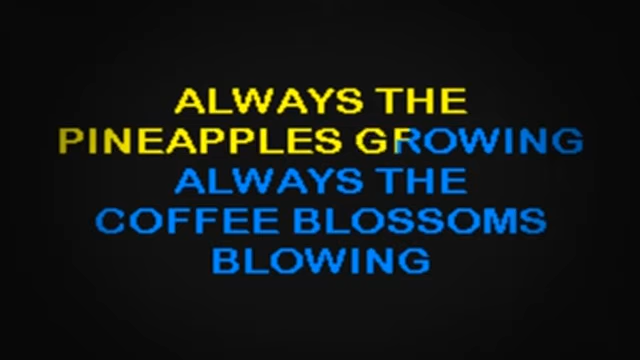 ALWAYS THE
PINEAPPLES GROWING
ALWAYS THE
COFFEE BLOSSOMS
BLOWING